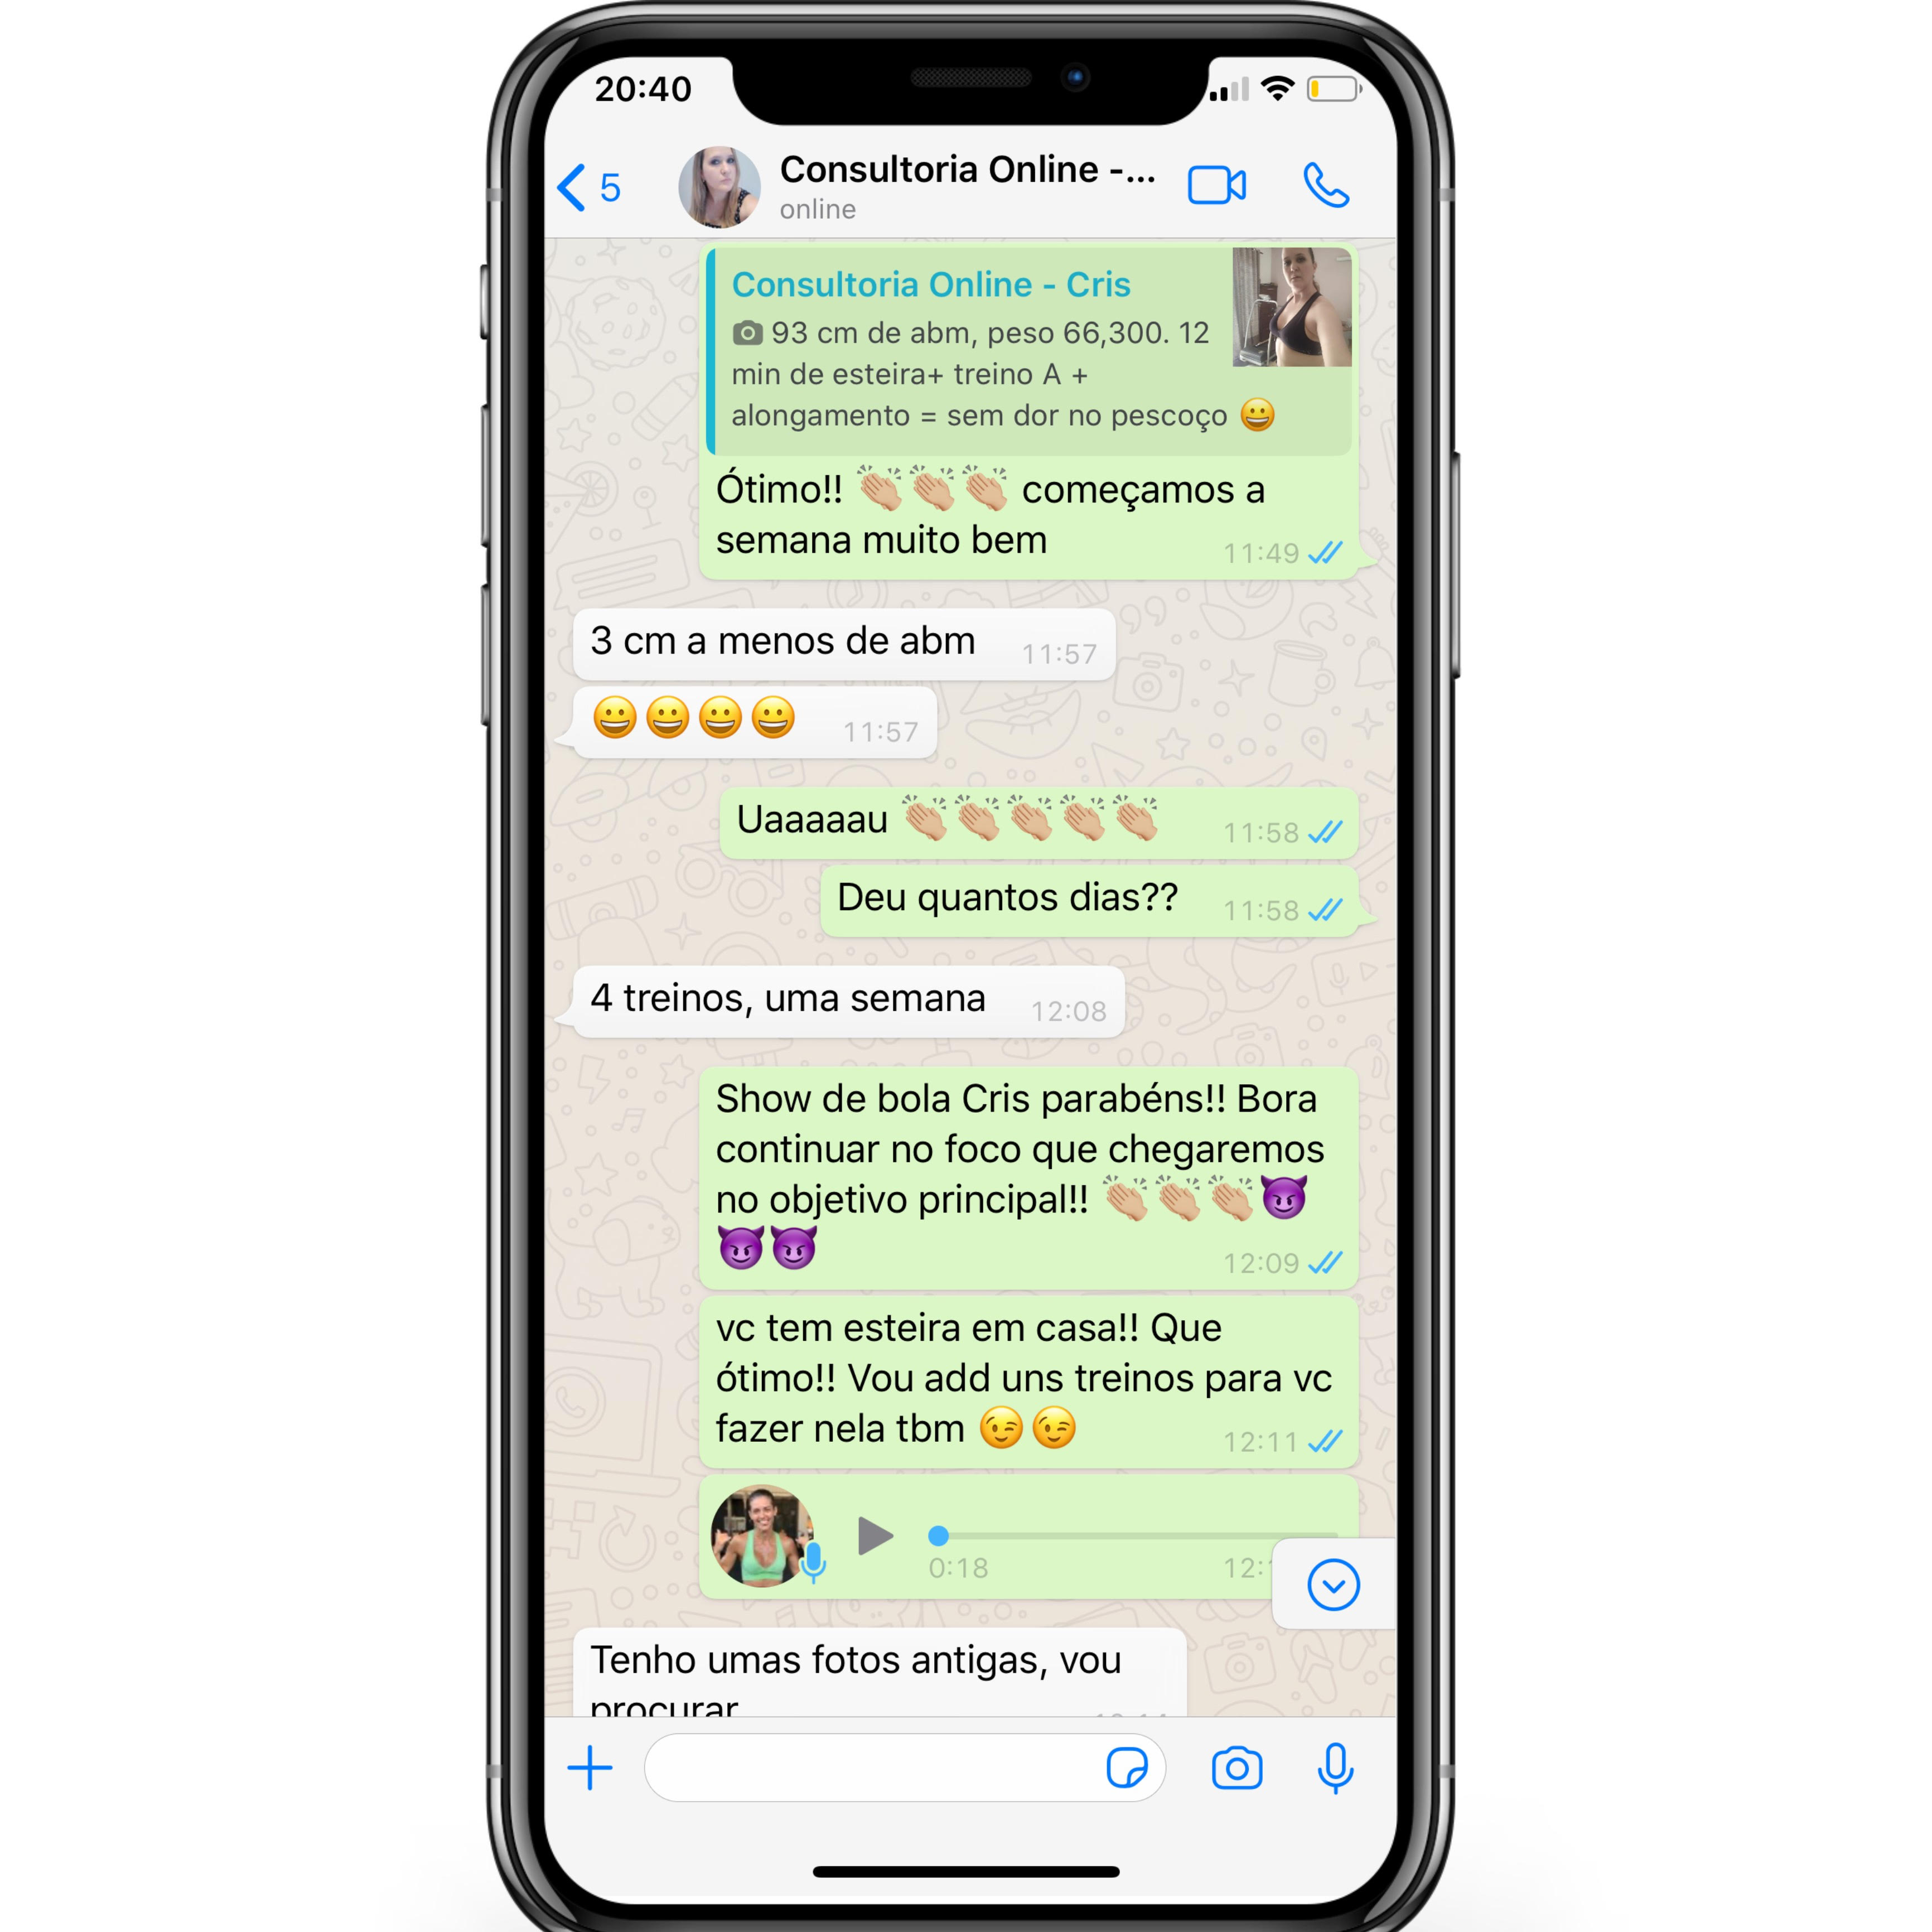 20:40
5
Consultoria Online -...
online
Consultoria Online - Cris
93 cm de abm, peso 66,300. 12
min de esteira+ treino A +
alongamento = sem dor no pescoço 😀
Ótimo!! 👏🏼👏🏼👏🏼 começamos a
semana muito bem
11:49
3 cm a menos de abm
11:57
😀😀😀😀
11:57
Uaaaaau 👏🏼👏🏼👏🏼👏🏼👏🏼
11:58
Deu quantos dias??
11:58
4 treinos, uma semana
12:08
Show de bola Cris parabéns!! Bora
continuar no foco que chegaremos
no objetivo principal!! 👏🏼👏🏼👏🏼😈
😈😈
12:09
vc tem esteira em casa!! Que
ótimo!! Vou add uns treinos para vc
fazer nela tbm 😉😉
12:11
0:18
Tenho umas fotos antigas, vou
procurar